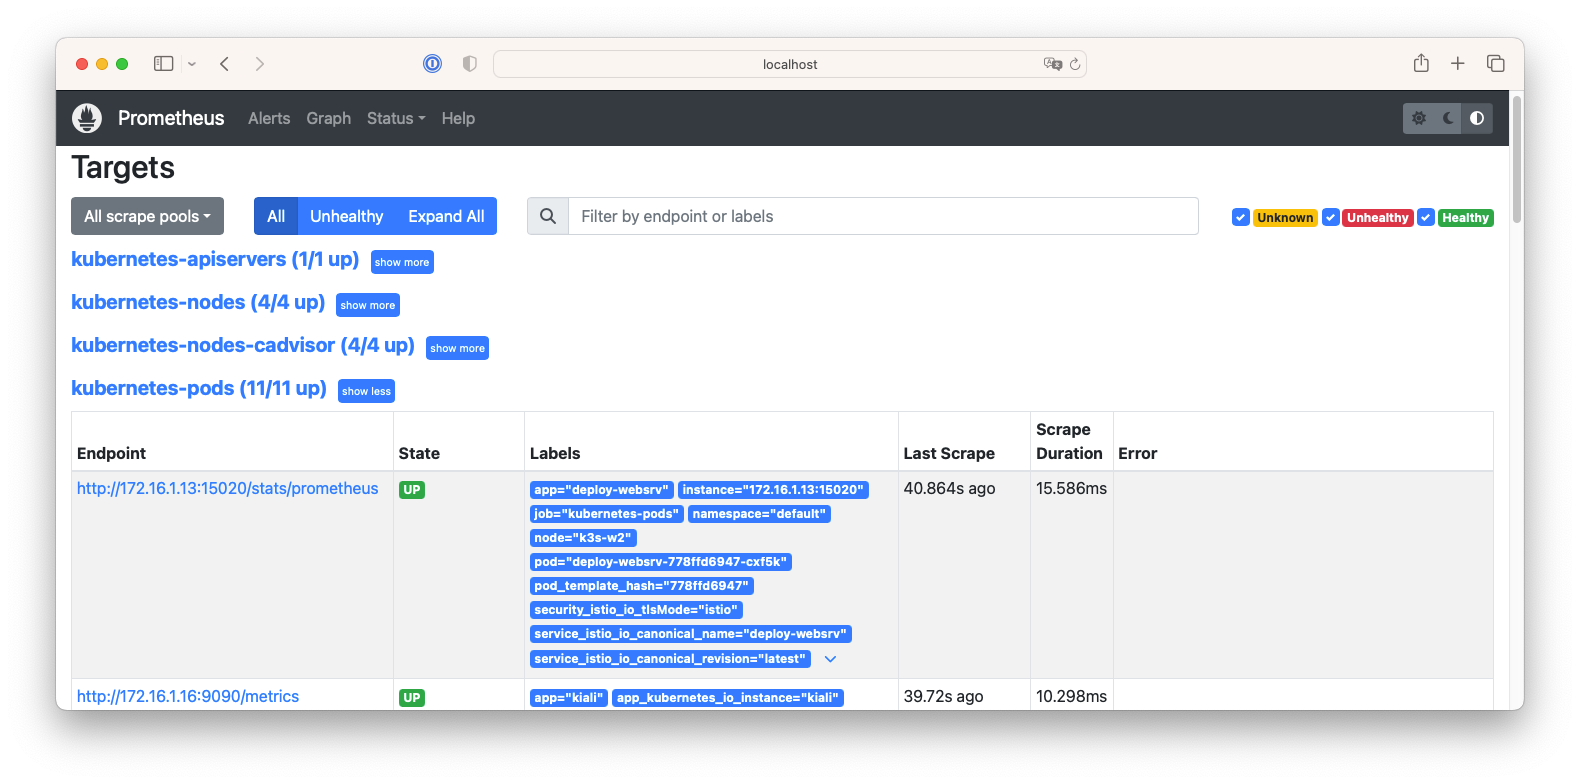 localhost
Prometheus Alerts Graph Status Help
Targets
All scrape pools All Unhealthy Expand All Filter by endpoint or labels Unknown Unhealthy Healthy
kubernetes-apiservers (1/1 up) show more
kubernetes-nodes (4/4 up) show more
kubernetes-nodes-cadvisor (4/4 up) show more
kubernetes-pods (11/11 up) show less
Endpoint State Labels Last Scrape Scrape Duration Error
http://172.16.1.13:15020/stats/prometheus UP app="deploy-websrv" instance="172.16.1.13:15020" 40.864s ago 15.586ms
job="kubernetes-pods" namespace="default"
node="k3s-w2"
pod="deploy-websrv-778ffd6947-cxf5k"
pod_template_hash="778ffd6947"
security_istio_io_tlsMode="istio"
service_istio_io_canonical_name="deploy-websrv"
service_istio_io_canonical_revision="latest"
http://172.16.1.16:9090/metrics UP app="kiali" app_kubernetes_io_instance="kiali" 39.72s ago 10.298ms